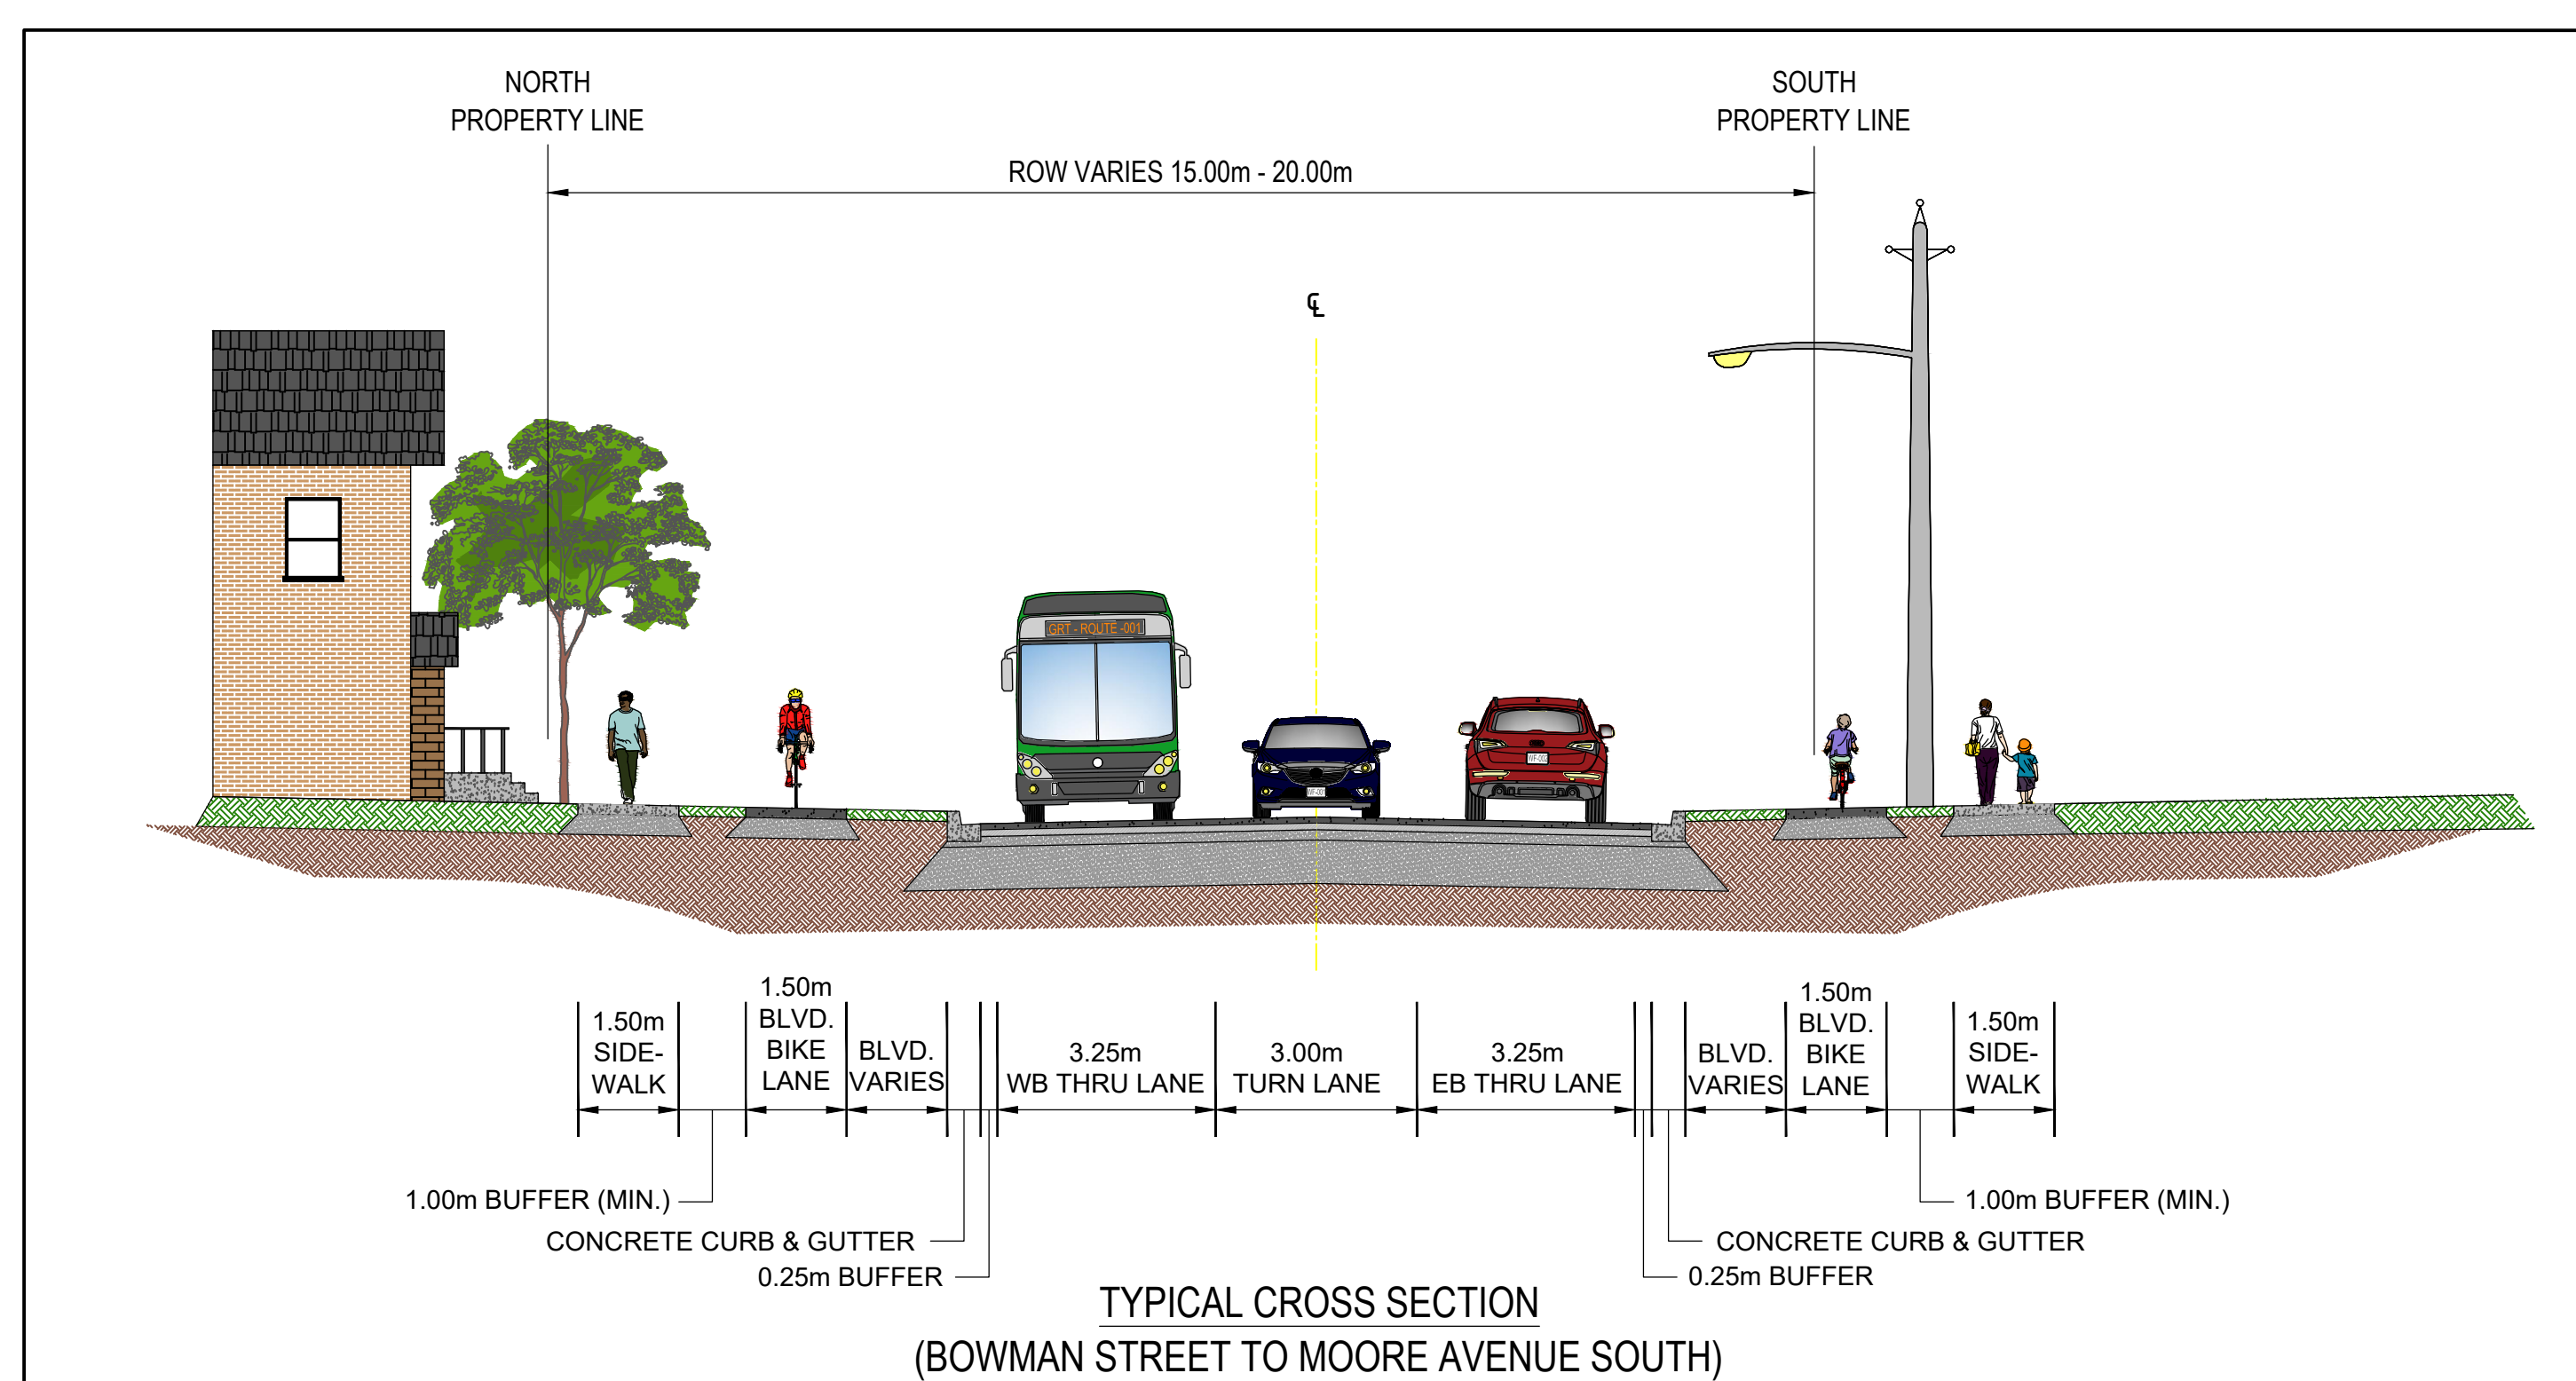 NORTH
PROPERTY LINE
SOUTH
PROPERTY LINE
ROW VARIES 15.00m - 20.00m
℄
GRT - ROUTE -001
WF-001
WF-002
1.50m
SIDE-
WALK
1.50m
BLVD.
BIKE
LANE
BLVD.
VARIES
3.25m
WB THRU LANE
3.00m
TURN LANE
3.25m
EB THRU LANE
BLVD.
VARIES
1.50m
BLVD.
BIKE
LANE
1.50m
SIDE-
WALK
1.00m BUFFER (MIN.)
CONCRETE CURB & GUTTER
0.25m BUFFER
1.00m BUFFER (MIN.)
CONCRETE CURB & GUTTER
0.25m BUFFER
TYPICAL CROSS SECTION
(BOWMAN STREET TO MOORE AVENUE SOUTH)